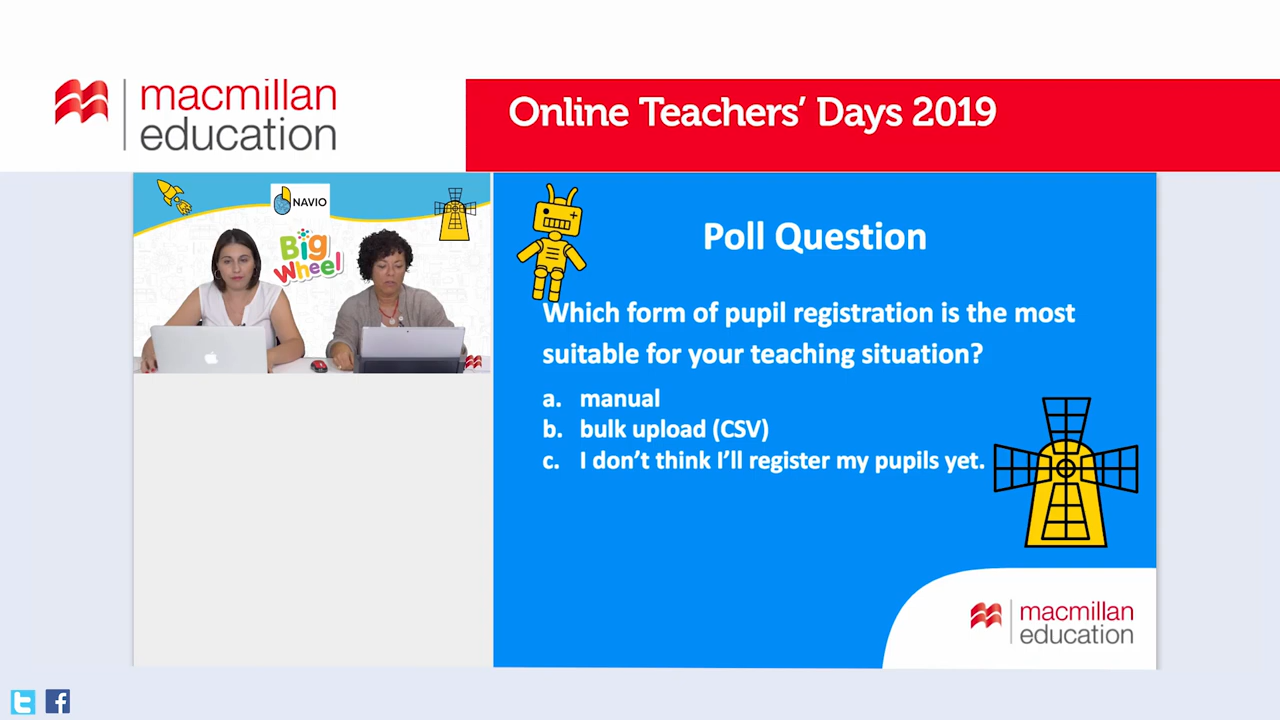 macmillan
education
Online Teachers’ Days 2019
NAVIO
Big
Wheel
Poll Question
Which form of pupil registration is the most
suitable for your teaching situation?
a. manual
b. bulk upload (CSV)
c. I don’t think I’ll register my pupils yet.
macmillan
education